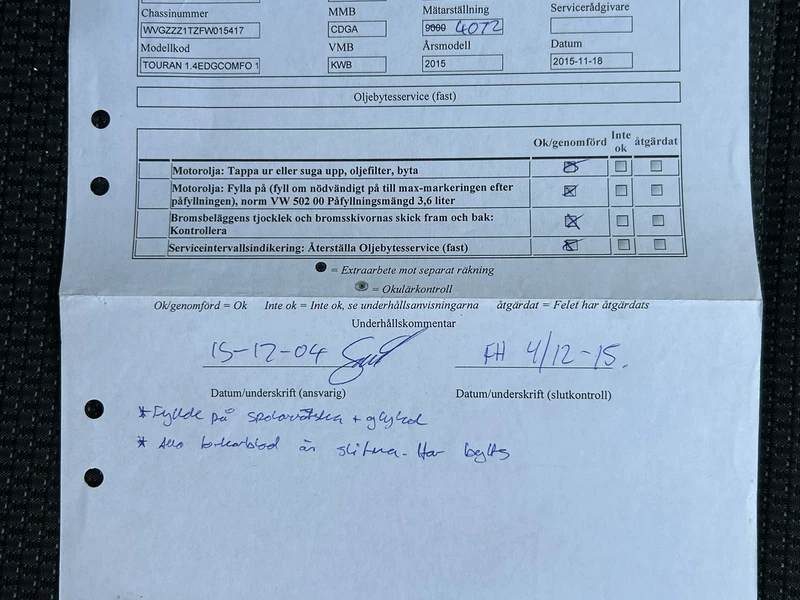 Chassinummer MMB Mätarställning Servicerådgivare
WVGZZZ1TZFW015417 CDGA 9000 4072
Modellkod VMB Årsmodell Datum
TOURAN 1.4EDGCOMFO 1 KWB 2015 2015-11-18
Oljebytesservice (fast)
Ok/genomförd Inte ok åtgärdat
Motorolja: Tappa ur eller suga upp, oljefilter, byta
Motorolja: Fylla på (fyll om nödvändigt på till max-markeringen efter
påfyllningen), norm VW 502 00 Påfyllningsmängd 3,6 liter
Bromsbeläggens tjocklek och bromsskivornas skick fram och bak:
Kontrollera
Serviceintervallsindikering: Återställa Oljebytesservice (fast)
= Extraarbete mot separat räkning
= Okulärkontroll
Ok/genomförd = Ok Inte ok = Inte ok, se underhållsanvisningarna åtgärdat = Felet har åtgärdats
Underhållskommentar
15-12-04 FH 4/12-15.
Datum/underskrift (ansvarig) Datum/underskrift (slutkontroll)
* Fyllde på spolarvätska + glykol
* Alla torkarblad är slitna. Har bytts